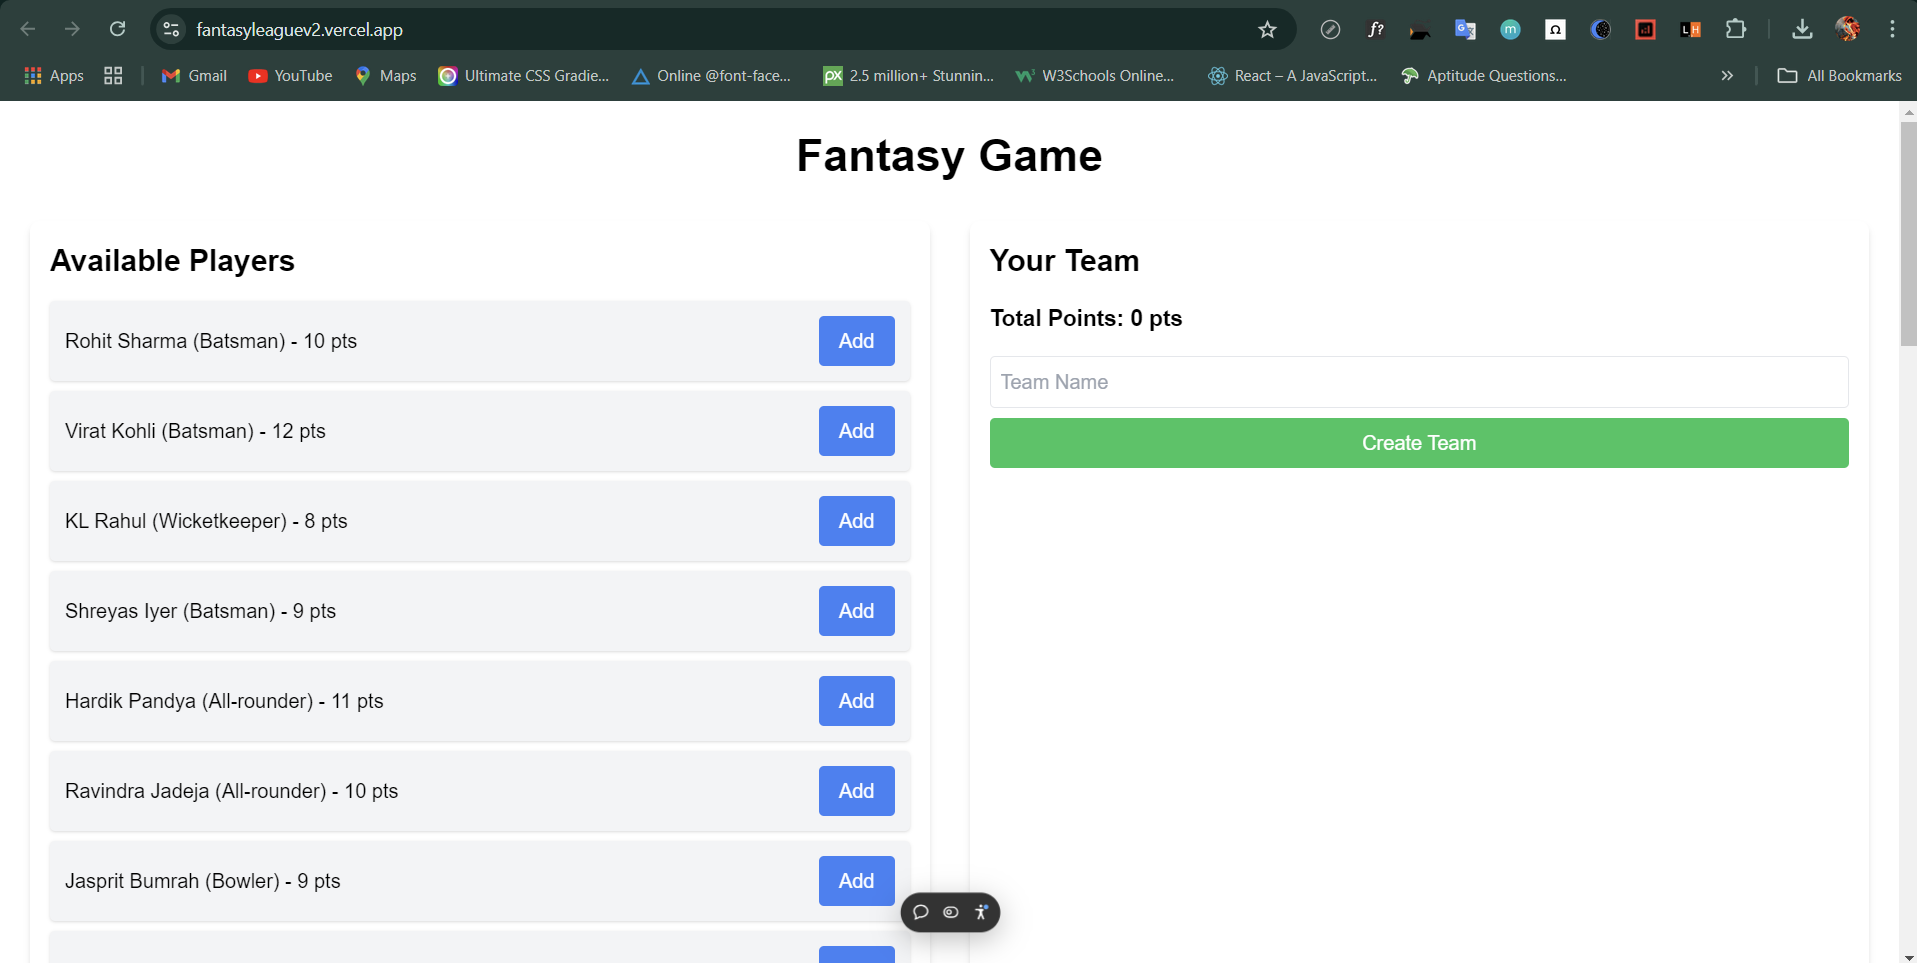 fantasyleaguev2.vercel.app
Apps Gmail YouTube Maps Ultimate CSS Gradie... Online @font-face... 2.5 million+ Stunnin... W3Schools Online... React – A JavaScript... Aptitude Questions... » All Bookmarks
Fantasy Game
Available Players
Rohit Sharma (Batsman) - 10 pts Add
Virat Kohli (Batsman) - 12 pts Add
KL Rahul (Wicketkeeper) - 8 pts Add
Shreyas Iyer (Batsman) - 9 pts Add
Hardik Pandya (All-rounder) - 11 pts Add
Ravindra Jadeja (All-rounder) - 10 pts Add
Jasprit Bumrah (Bowler) - 9 pts Add
Your Team
Total Points: 0 pts
Team Name
Create Team